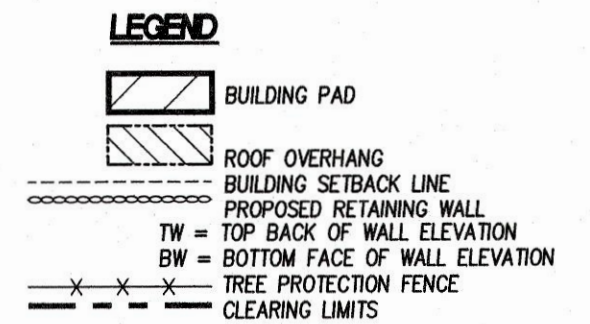 LEGEND
BUILDING PAD
ROOF OVERHANG
BUILDING SETBACK LINE
PROPOSED RETAINING WALL
TW = TOP BACK OF WALL ELEVATION
BW = BOTTOM FACE OF WALL ELEVATION
TREE PROTECTION FENCE
CLEARING LIMITS